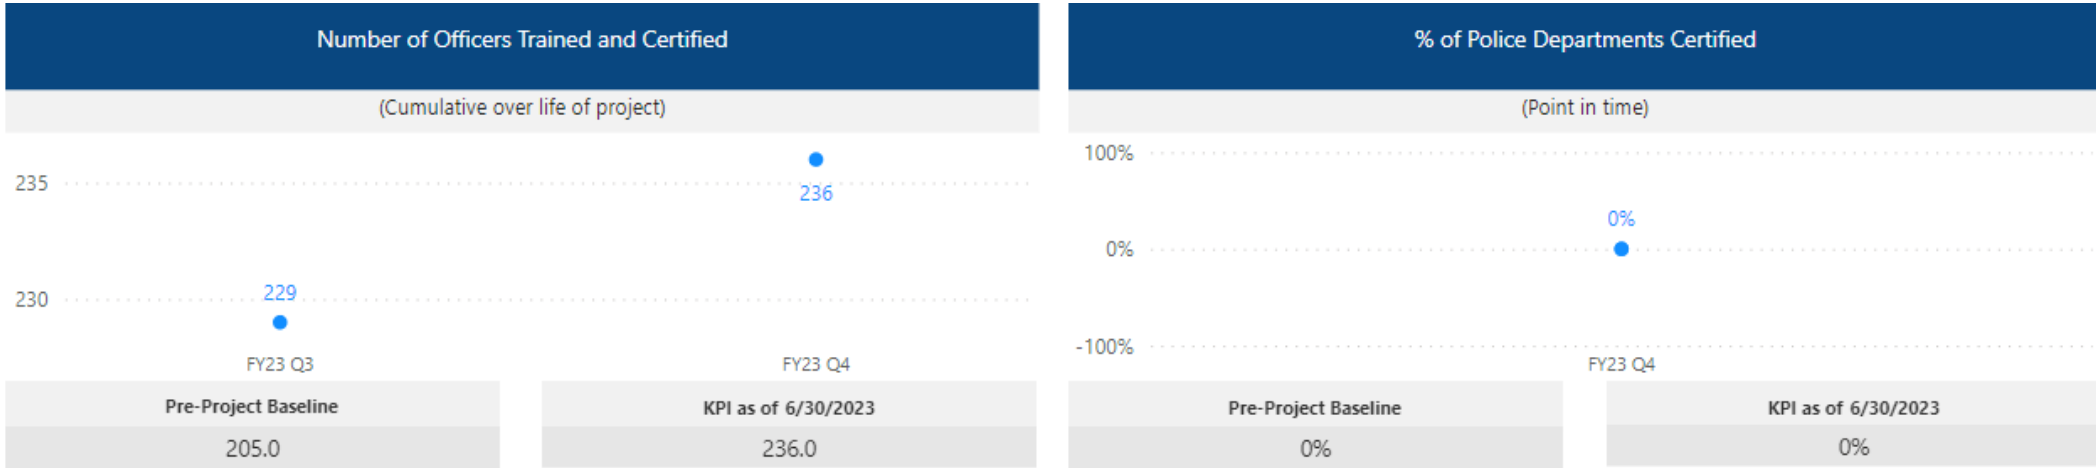 Number of Officers Trained and Certified
(Cumulative over life of project)
235
236
230
229
FY23 Q3
FY23 Q4
Pre-Project Baseline
KPI as of 6/30/2023
205.0
236.0
% of Police Departments Certified
(Point in time)
100%
0%
0%
-100%
FY23 Q4
Pre-Project Baseline
KPI as of 6/30/2023
0%
0%